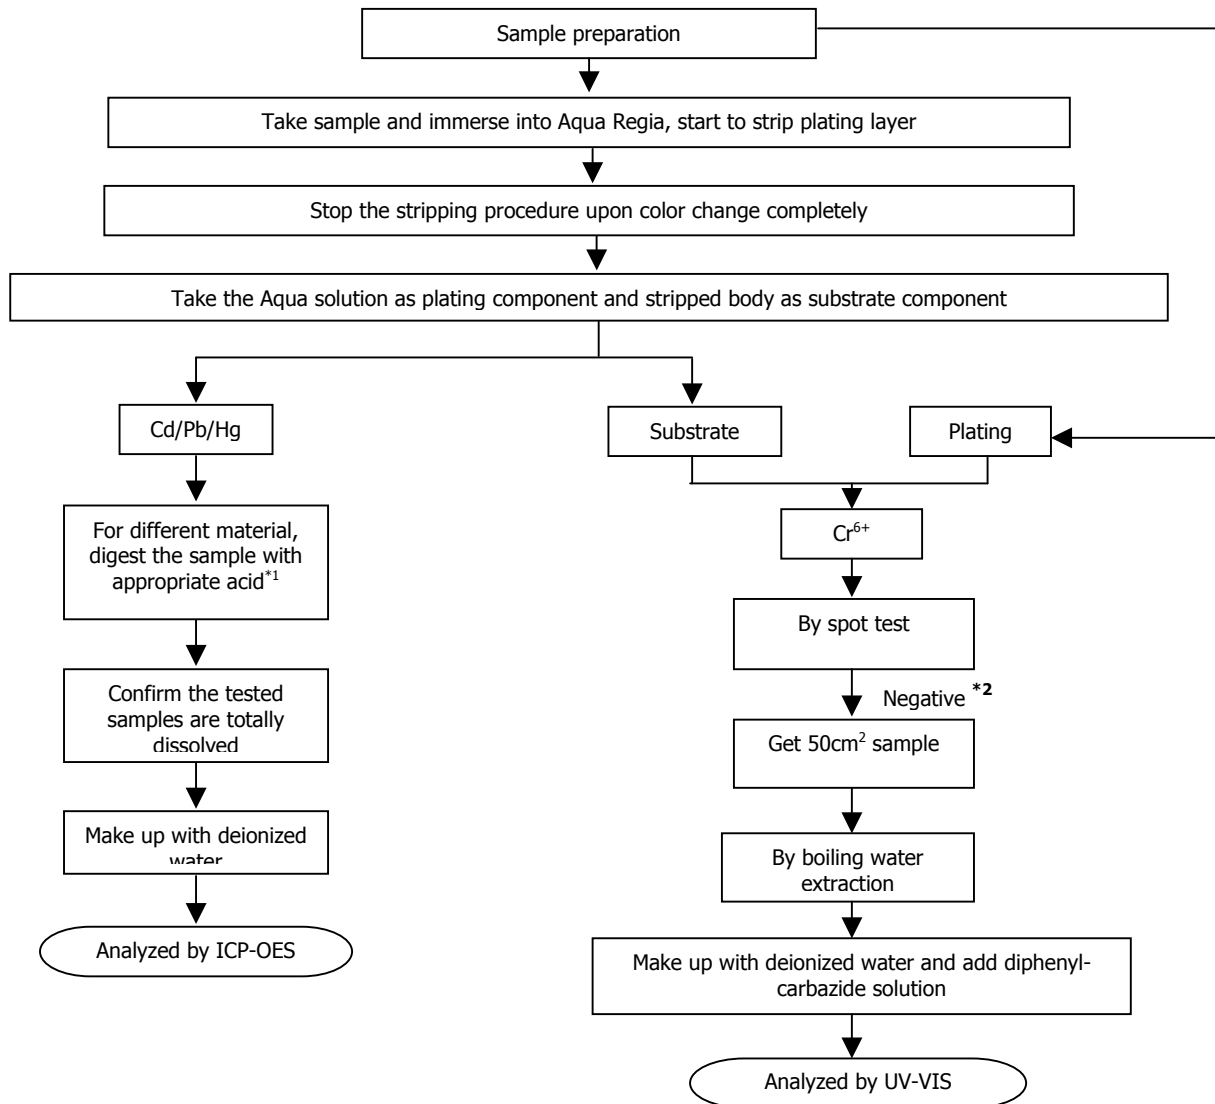 Sample preparation
Take sample and immerse into Aqua Regia, start to strip plating layer
Stop the stripping procedure upon color change completely
Take the Aqua solution as plating component and stripped body as substrate component
Cd/Pb/Hg
For different material,
digest the sample with
appropriate acid*1
Confirm the tested
samples are totally
dissolved
Make up with deionized
water
Analyzed by ICP-OES
Substrate
Plating
Cr6+
By spot test
Negative *2
Get 50cm2 sample
By boiling water
extraction
Make up with deionized water and add diphenyl-
carbazide solution
Analyzed by UV-VIS